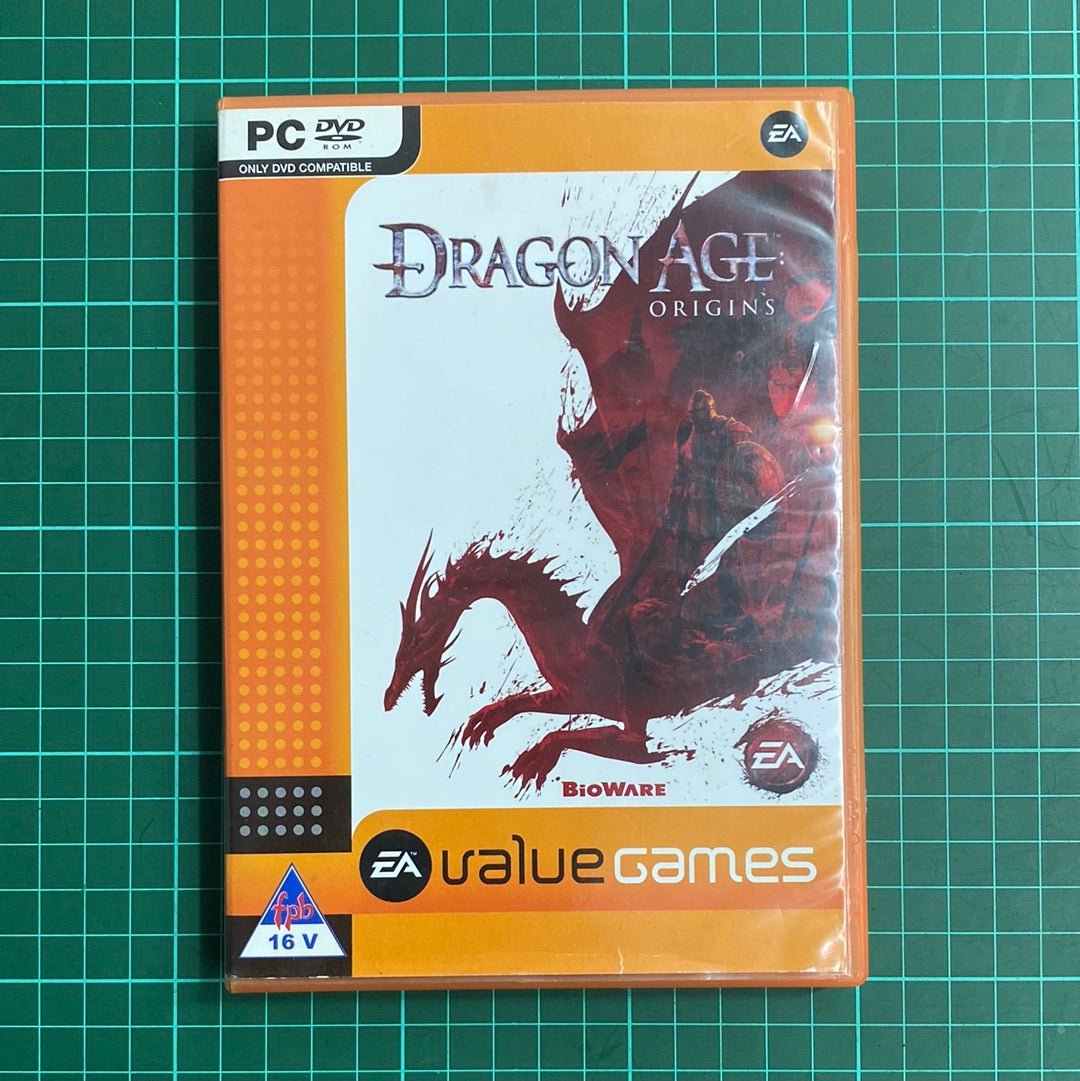 PC DVD
ROM
ONLY DVD COMPATIBLE
EA
DRAGON AGE:
ORIGINS
BIOWARE
EA
EA value GAMES
fpb
16 V